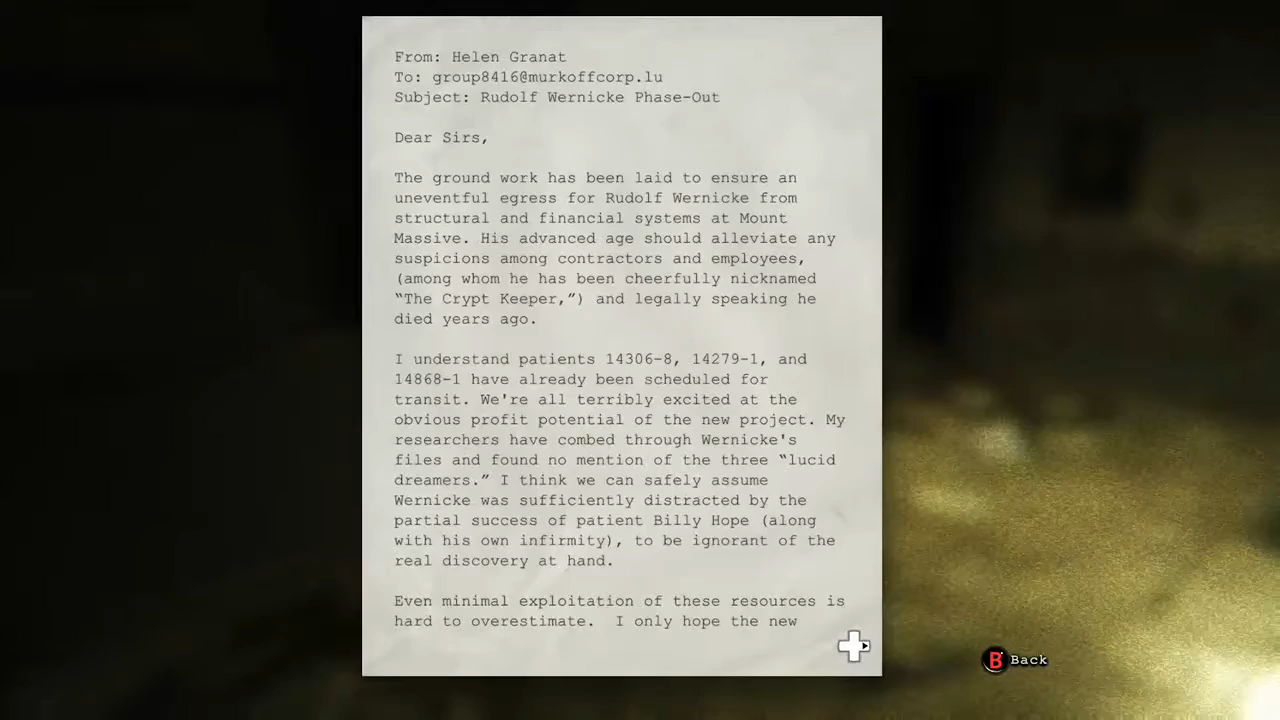 From: Helen Granat
To: group8416@murkoffcorp.lu
Subject: Rudolf Wernicke Phase-Out
Dear Sirs,
The ground work has been laid to ensure an
uneventful egress for Rudolf Wernicke from
structural and financial systems at Mount
Massive. His advanced age should alleviate any
suspicions among contractors and employees,
(among whom he has been cheerfully nicknamed
“The Crypt Keeper,”) and legally speaking he
died years ago.
I understand patients 14306-8, 14279-1, and
14868-1 have already been scheduled for
transit. We're all terribly excited at the
obvious profit potential of the new project. My
researchers have combed through Wernicke's
files and found no mention of the three “lucid
dreamers.” I think we can safely assume
Wernicke was sufficiently distracted by the
partial success of patient Billy Hope (along
with his own infirmity), to be ignorant of the
real discovery at hand.
Even minimal exploitation of these resources is
hard to overestimate.  I only hope the new
B Back